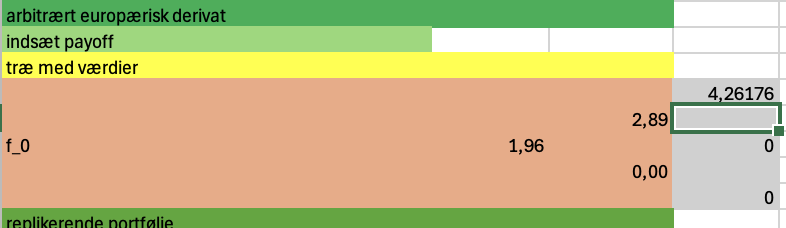 arbitrært europærisk derivat
indsæt payoff
træ med værdier
4,26176
2,89
f_0 1,96 0
0,00
0
replikerende portfølje